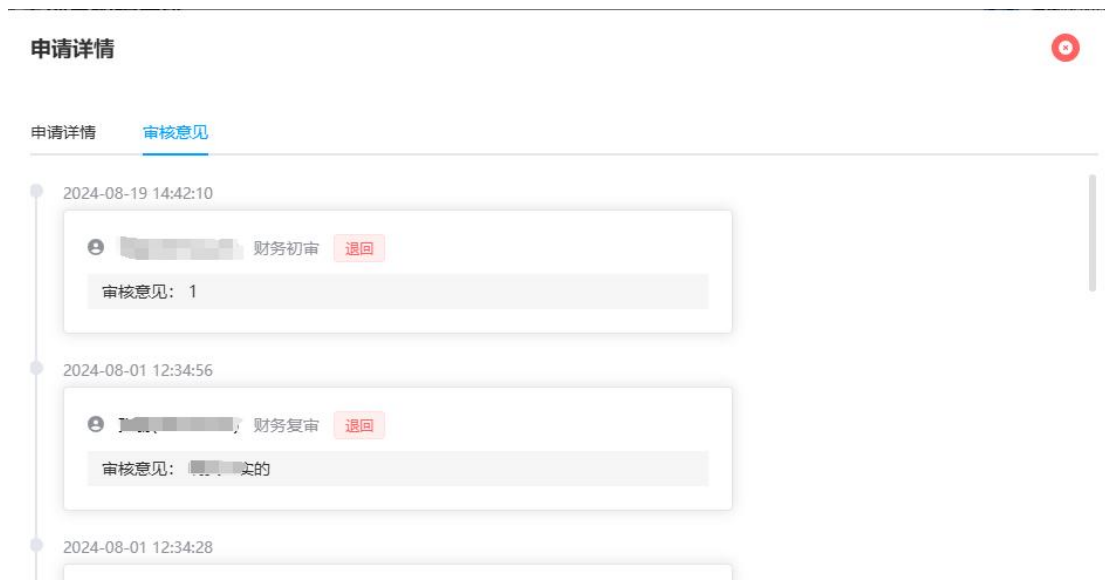 申请详情
申请详情 审核意见
2024-08-19 14:42:10
财务初审 退回
审核意见： 1
2024-08-01 12:34:56
财务复审 退回
审核意见： 实的
2024-08-01 12:34:28